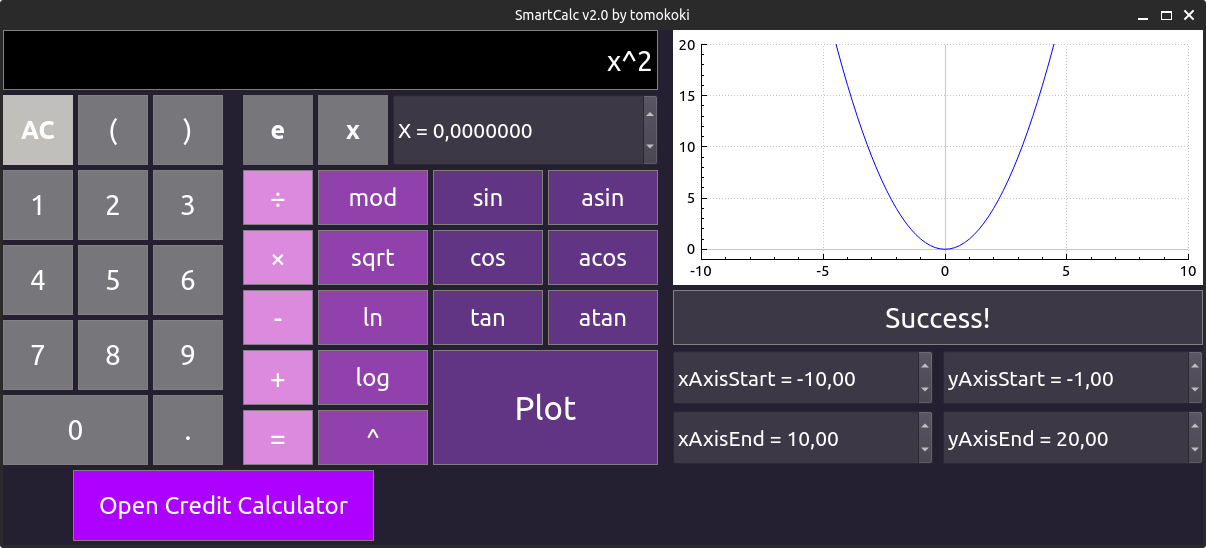 SmartCalc v2.0 by tomokoki
x^2
AC ( ) e x X = 0,0000000
1 2 3 ÷ mod sin asin
4 5 6 × sqrt cos acos
- ln tan atan
7 8 9 + log Plot
0 . = ^
Open Credit Calculator
20
15
10
5
0
-10 -5 0 5 10
Success!
xAxisStart = -10,00 yAxisStart = -1,00
xAxisEnd = 10,00 yAxisEnd = 20,00